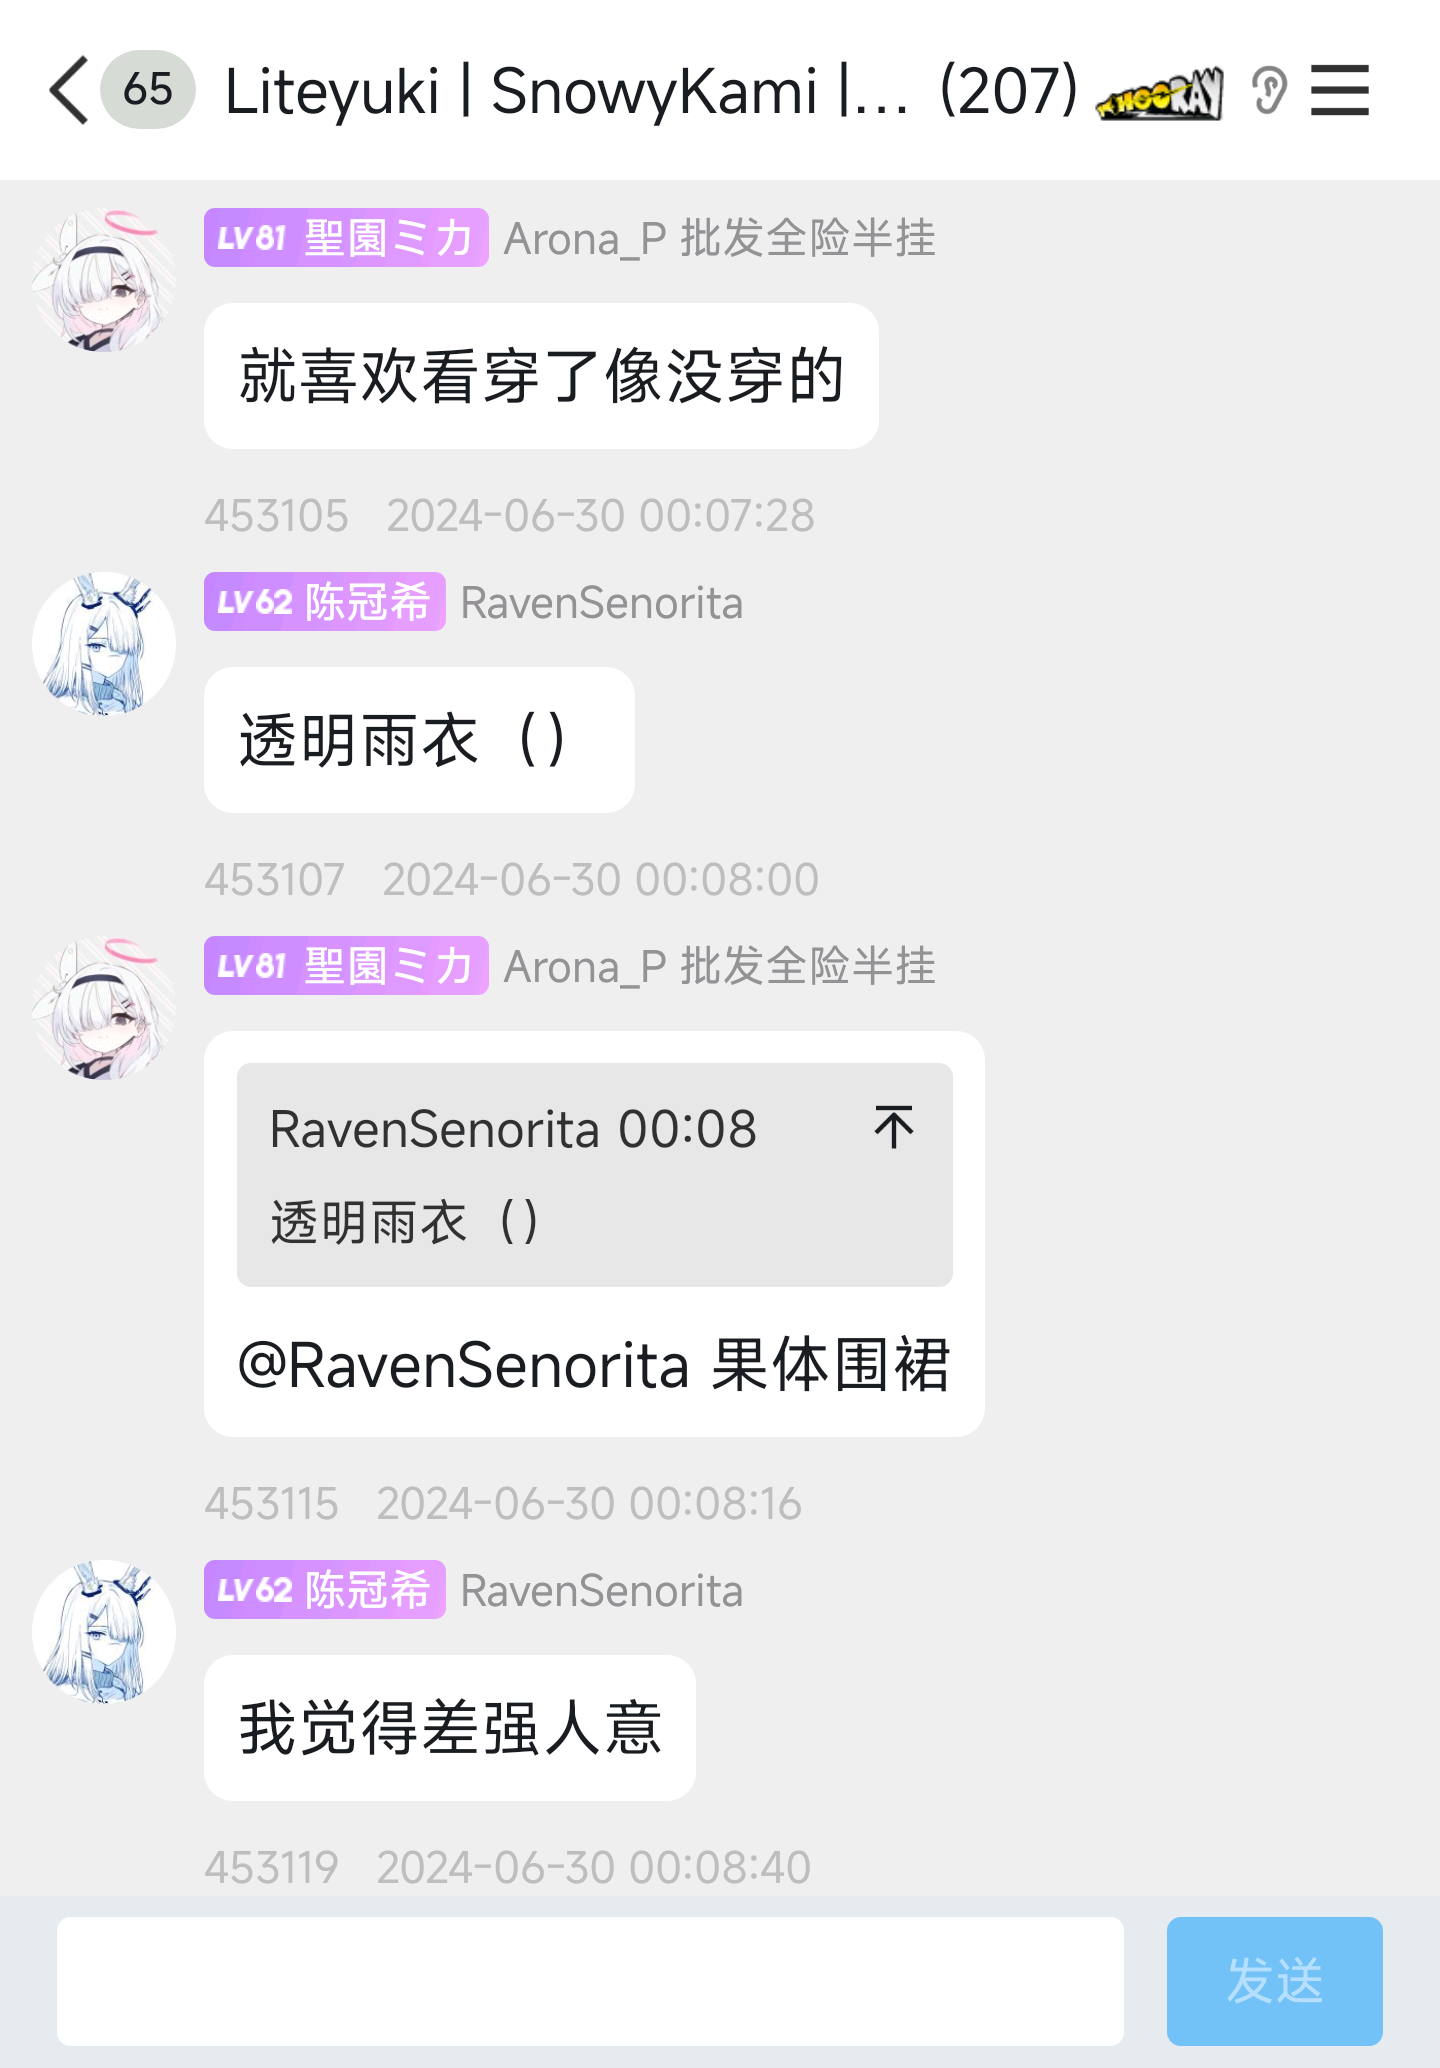 65 Liteyuki | SnowyKami |... (207) HOORAY
LV81 聖園ミカ Arona_P 批发全险半挂
就喜欢看穿了像没穿的
453105 2024-06-30 00:07:28
LV62 陈冠希 RavenSenorita
透明雨衣（）
453107 2024-06-30 00:08:00
LV81 聖園ミカ Arona_P 批发全险半挂
RavenSenorita 00:08
透明雨衣（）
@RavenSenorita 果体围裙
453115 2024-06-30 00:08:16
LV62 陈冠希 RavenSenorita
我觉得差强人意
453119 2024-06-30 00:08:40
发送